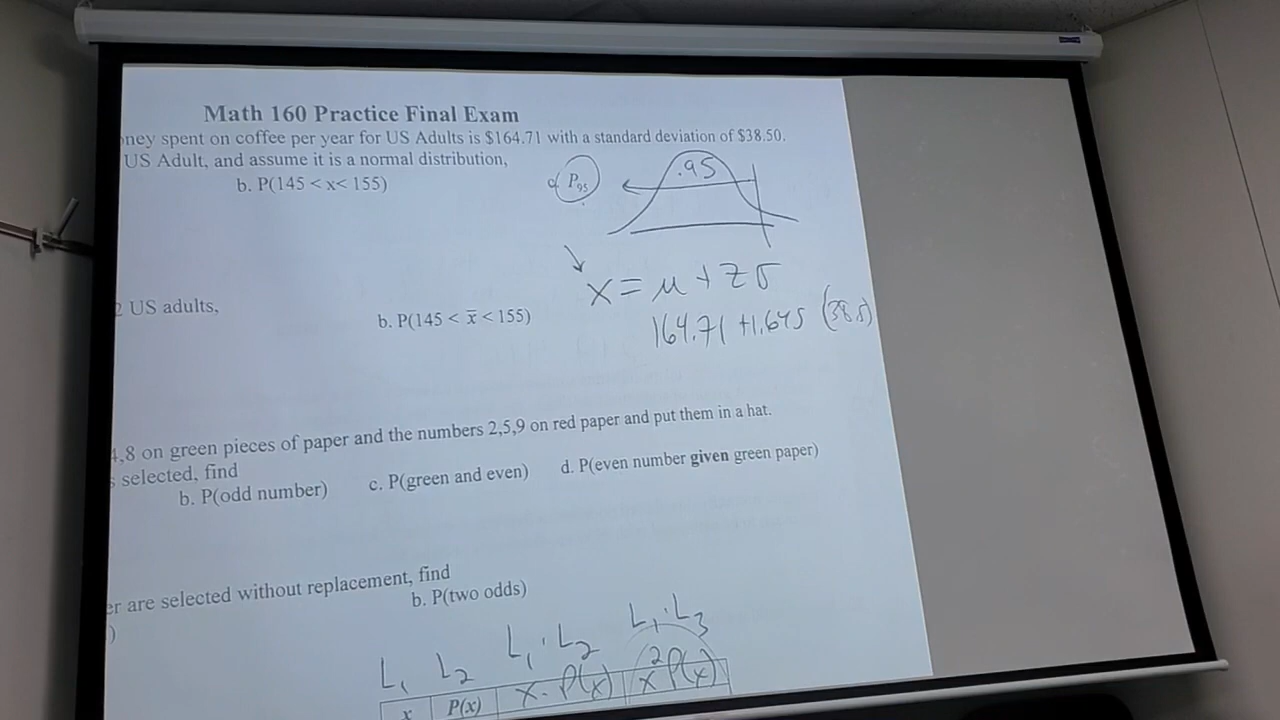 Math 160 Practice Final Exam
ney spent on coffee per year for US Adults is $164.71 with a standard deviation of $38.50.
US Adult, and assume it is a normal distribution,
b. P(145 < x< 155)
P95
.95
x = μ + zσ
164.71 + 1.645 (38.5)
2 US adults,
b. P(145 < x̄ < 155)
4,8 on green pieces of paper and the numbers 2,5,9 on red paper and put them in a hat.
s selected, find
b. P(odd number)
c. P(green and even)
d. P(even number given green paper)
er are selected without replacement, find
)
b. P(two odds)
L1 L2 L1·L2 L1·L3
x P(x) x·P(x) x²P(x)